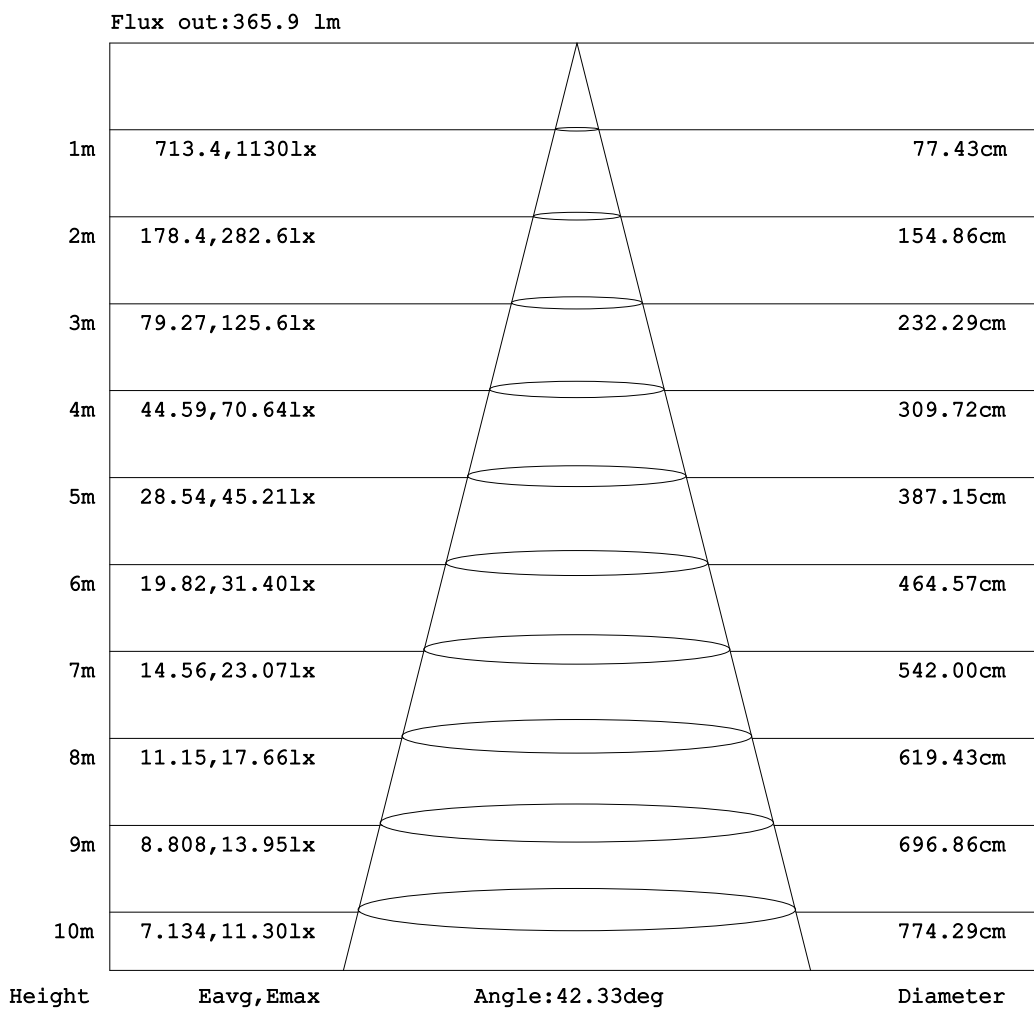 Flux out:365.9 lm
1m 713.4,1130lx 77.43cm
2m 178.4,282.6lx 154.86cm
3m 79.27,125.6lx 232.29cm
4m 44.59,70.64lx 309.72cm
5m 28.54,45.21lx 387.15cm
6m 19.82,31.40lx 464.57cm
7m 14.56,23.07lx 542.00cm
8m 11.15,17.66lx 619.43cm
9m 8.808,13.95lx 696.86cm
10m 7.134,11.30lx 774.29cm
Height Eavg,Emax Angle:42.33deg Diameter